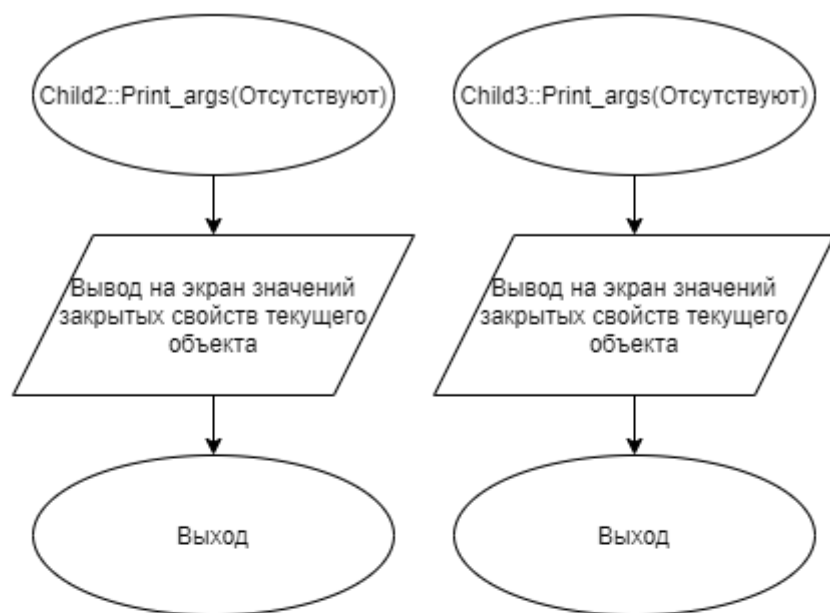 Child2::Print_args(Отсутствуют)
Вывод на экран значений
закрытых свойств текущего
объекта
Выход
Child3::Print_args(Отсутствуют)
Вывод на экран значений
закрытых свойств текущего
объекта
Выход